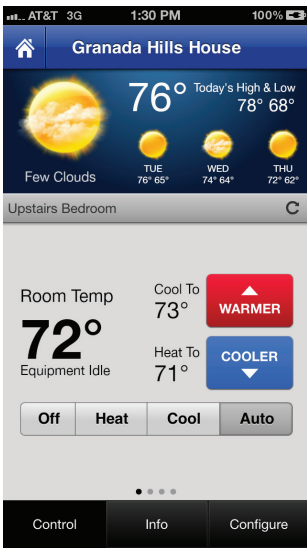 AT&T 3G 1:30 PM 100%
Granada Hills House
76° Today's High & Low
78° 68°
Few Clouds
TUE WED THU
76° 65° 74° 64° 72° 62°
Upstairs Bedroom
Room Temp
72°
Equipment Idle
Cool To
73°
WARMER
Heat To
71°
COOLER
Off Heat Cool Auto
Control Info Configure